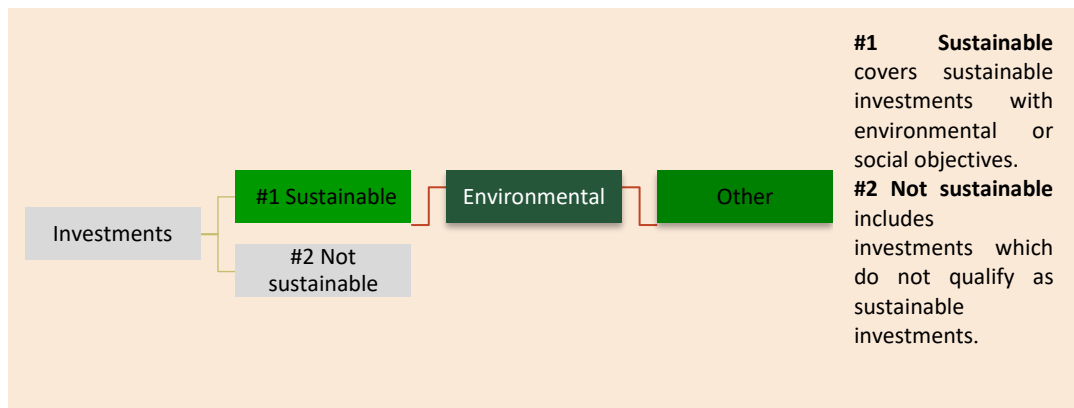 Investments
#1 Sustainable
#2 Not
sustainable
Environmental
Other
#1 Sustainable
covers sustainable
investments with
environmental or
social objectives.
#2 Not sustainable
includes
investments which
do not qualify as
sustainable
investments.